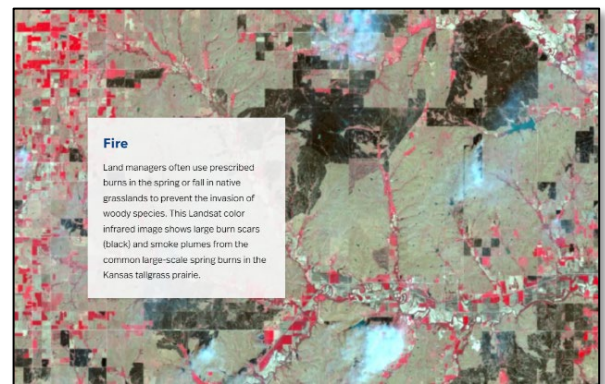 Fire
Land managers often use prescribed
burns in the spring or fall in native
grasslands to prevent the invasion of
woody species. This Landsat color
infrared image shows large burn scars
(black) and smoke plumes from the
common large-scale spring burns in the
Kansas tallgrass prairie.